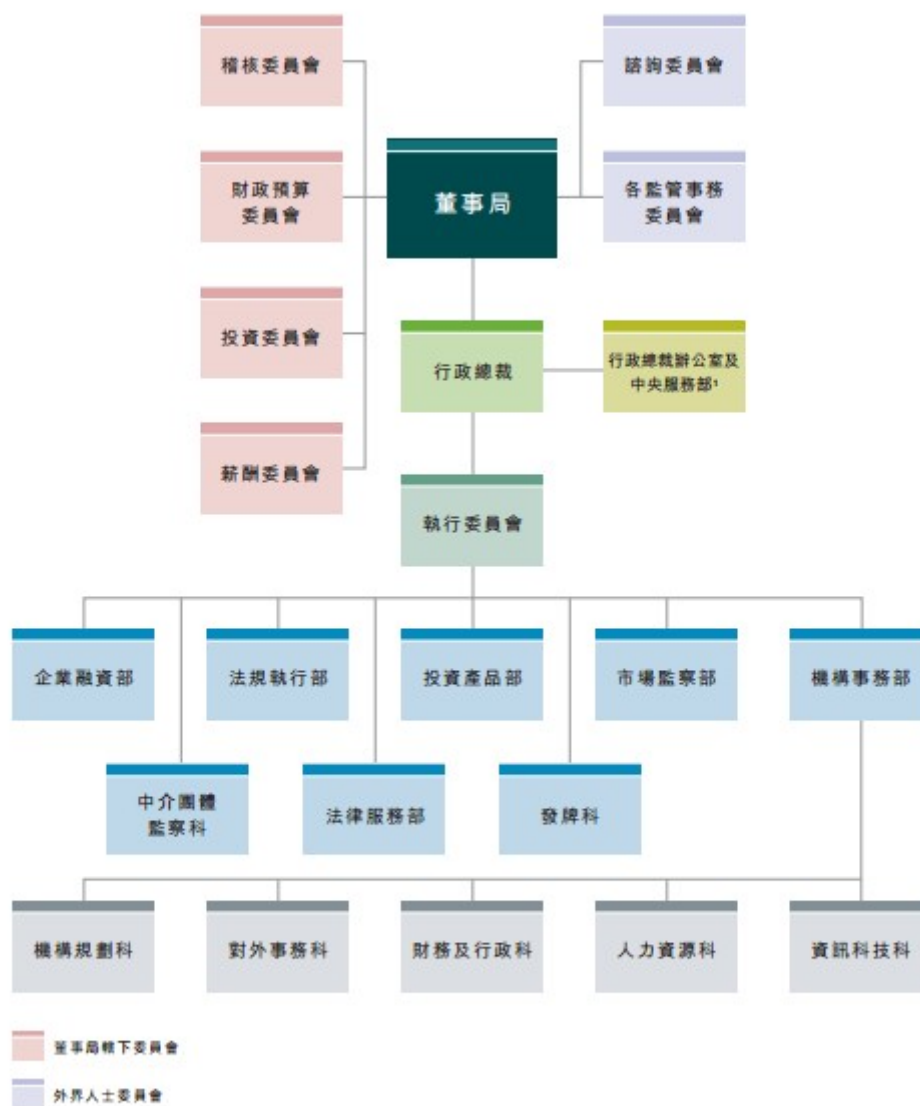 稽核委員會
諮詢委員會
財政預算
委員會
董事局
各監管事務
委員會
投資委員會
行政總裁
行政總裁辦公室及
中央服務部¹
薪酬委員會
執行委員會
企業融資部
法規執行部
投資產品部
市場監察部
機構事務部
中介團體
監察科
法律服務部
發牌科
機構規劃科
對外事務科
財務及行政科
人力資源科
資訊科技科
董事局轄下委員會
外界人士委員會